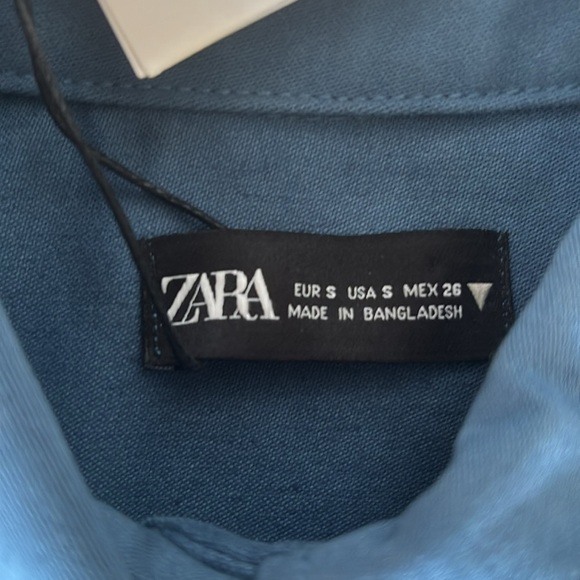 ZARA
EUR S USA S MEX 26
MADE IN BANGLADESH